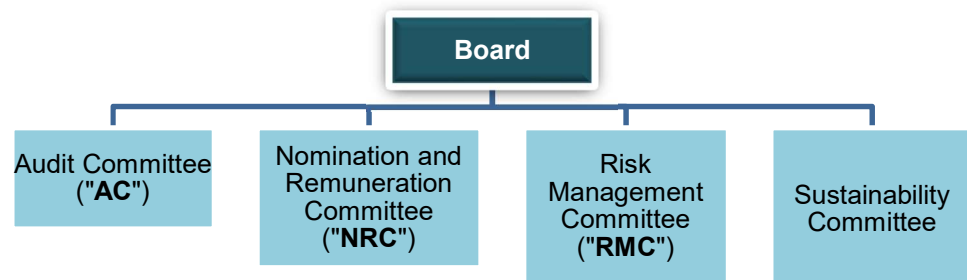 Board
Audit Committee
("AC")
Nomination and
Remuneration
Committee
("NRC")
Risk
Management
Committee
("RMC")
Sustainability
Committee